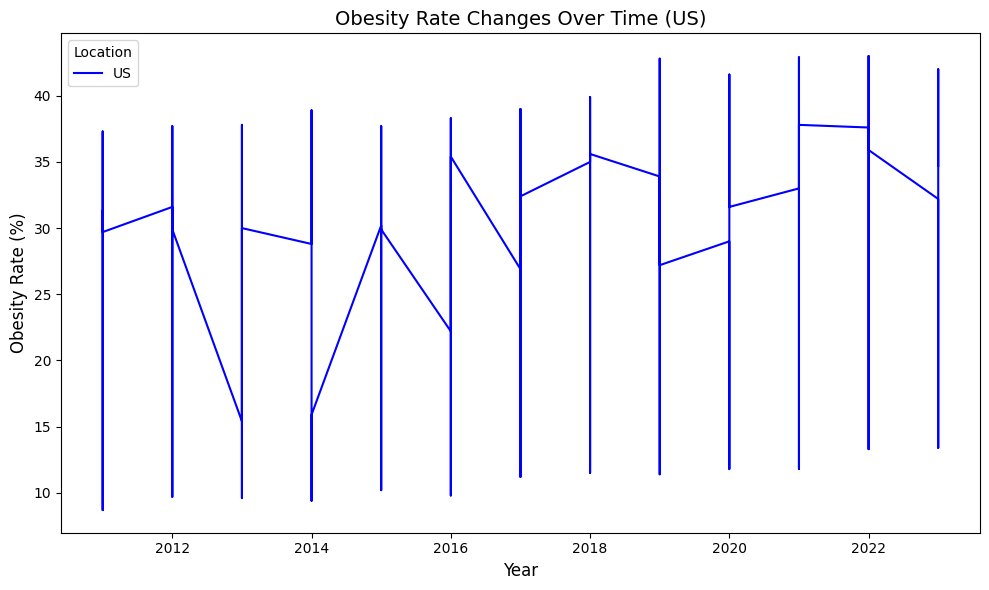 Obesity Rate Changes Over Time (US)
Location
US
Obesity Rate (%)
40
35
30
25
20
15
10
2012 2014 2016 2018 2020 2022
Year